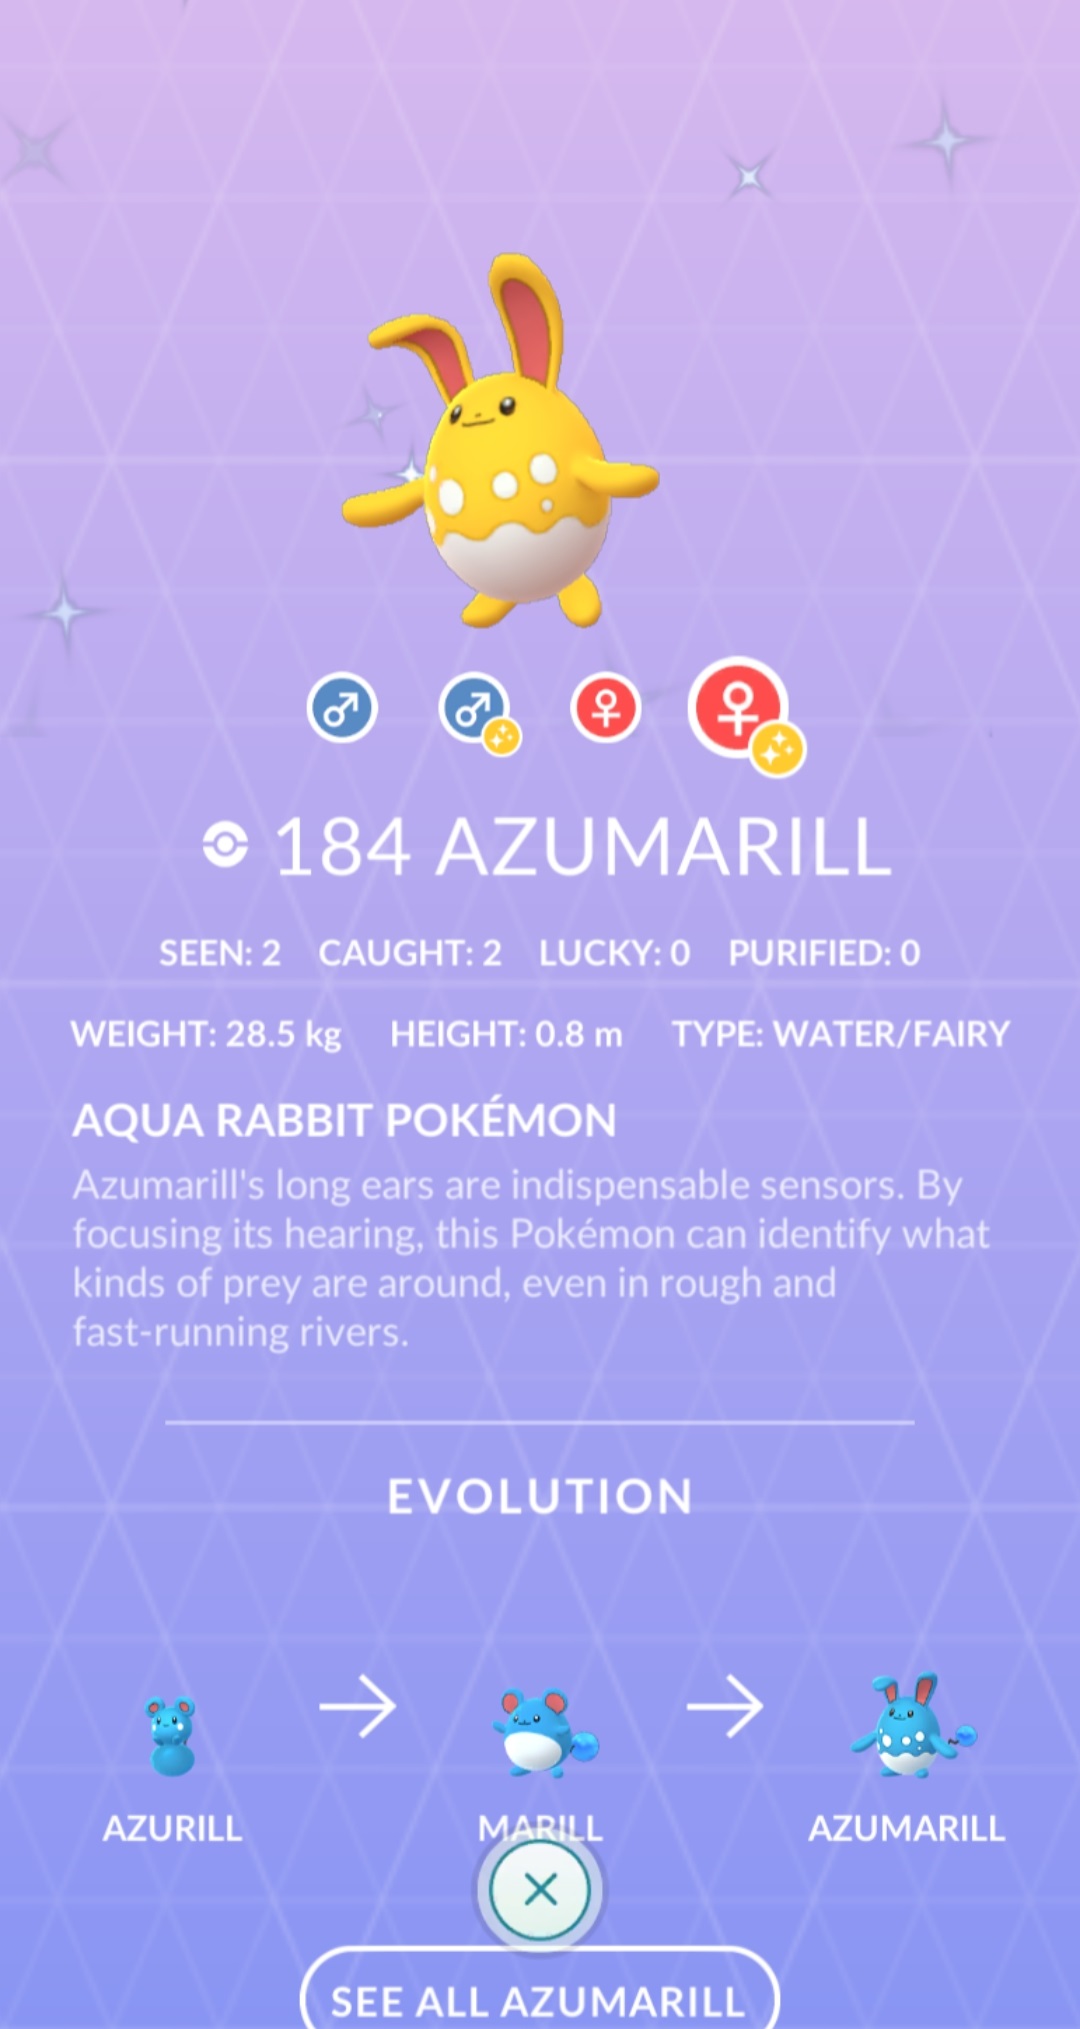 184 AZUMARILL
SEEN: 2 CAUGHT: 2 LUCKY: 0 PURIFIED: 0
WEIGHT: 28.5 kg HEIGHT: 0.8 m TYPE: WATER/FAIRY
AQUA RABBIT POKÉMON
Azumarill's long ears are indispensable sensors. By
focusing its hearing, this Pokémon can identify what
kinds of prey are around, even in rough and
fast-running rivers.
EVOLUTION
AZURILL MARILL AZUMARILL
SEE ALL AZUMARILL